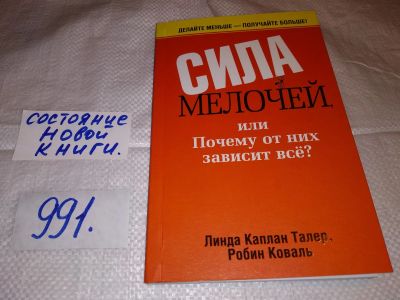 ДЕЛАЙТЕ МЕНЬШЕ — ПОЛУЧАЙТЕ БОЛЬШЕ!
СИЛА
МЕЛОЧЕЙ,
или
Почему от них
зависит всё?
Линда Каплан Талер,
Робин Коваль
СОСТОЯНИЕ
НОВОЙ
КНИГИ.
991.